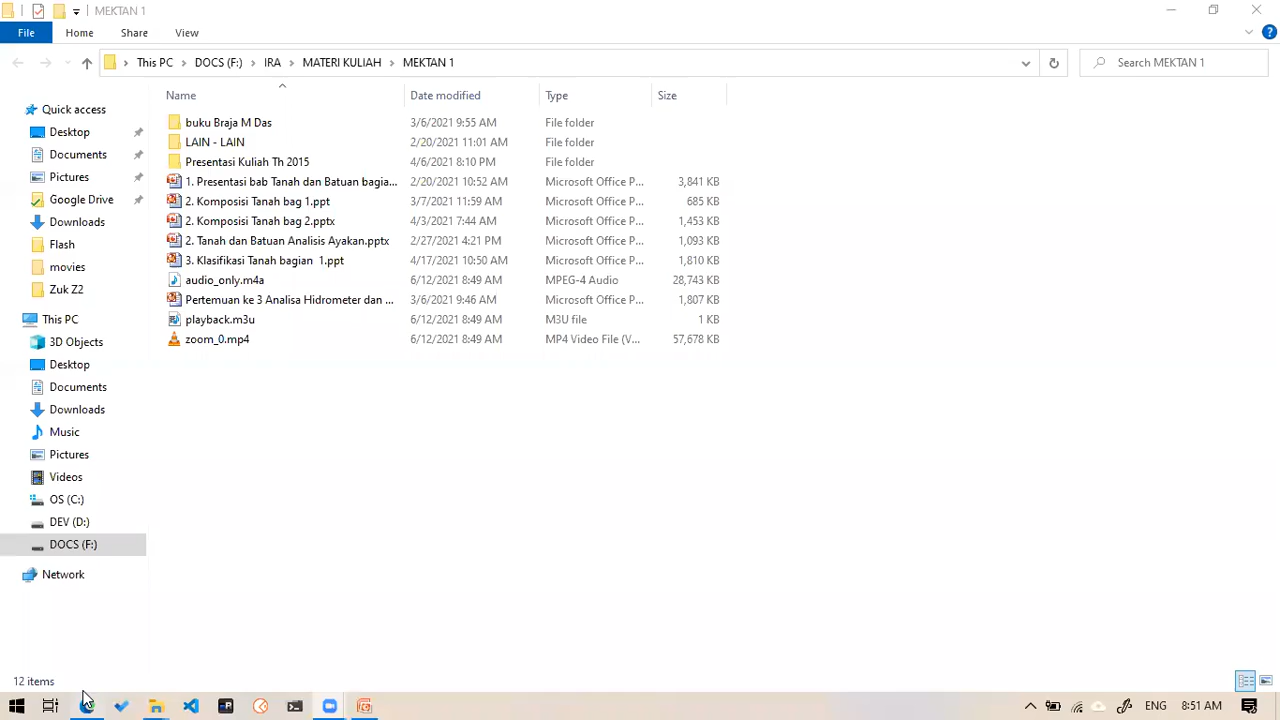 MEKTAN 1
File Home Share View
This PC DOCS (F:) IRA MATERI KULIAH MEKTAN 1 Search MEKTAN 1
Name Date modified Type Size
buku Braja M Das 3/6/2021 9:55 AM File folder
LAIN - LAIN 2/20/2021 11:01 AM File folder
Presentasi Kuliah Th 2015 4/6/2021 8:10 PM File folder
1. Presentasi bab Tanah dan Batuan bagia... 2/20/2021 10:52 AM Microsoft Office P... 3,841 KB
2. Komposisi Tanah bag 1.ppt 3/7/2021 11:59 AM Microsoft Office P... 685 KB
2. Komposisi Tanah bag 2.pptx 4/3/2021 7:44 AM Microsoft Office P... 1,453 KB
2. Tanah dan Batuan Analisis Ayakan.pptx 2/27/2021 4:21 PM Microsoft Office P... 1,093 KB
3. Klasifikasi Tanah bagian 1.ppt 4/17/2021 10:50 AM Microsoft Office P... 1,810 KB
audio_only.m4a 6/12/2021 8:49 AM MPEG-4 Audio 28,743 KB
Pertemuan ke 3 Analisa Hidrometer dan ... 3/6/2021 9:46 AM Microsoft Office P... 1,807 KB
playback.m3u 6/12/2021 8:49 AM M3U file 1 KB
zoom_0.mp4 6/12/2021 8:49 AM MP4 Video File (V... 57,678 KB
Quick access
Desktop
Documents
Pictures
Google Drive
Downloads
Flash
movies
Zuk Z2
This PC
3D Objects
Desktop
Documents
Downloads
Music
Pictures
Videos
OS (C:)
DEV (D:)
DOCS (F:)
Network
12 items
ENG 8:51 AM